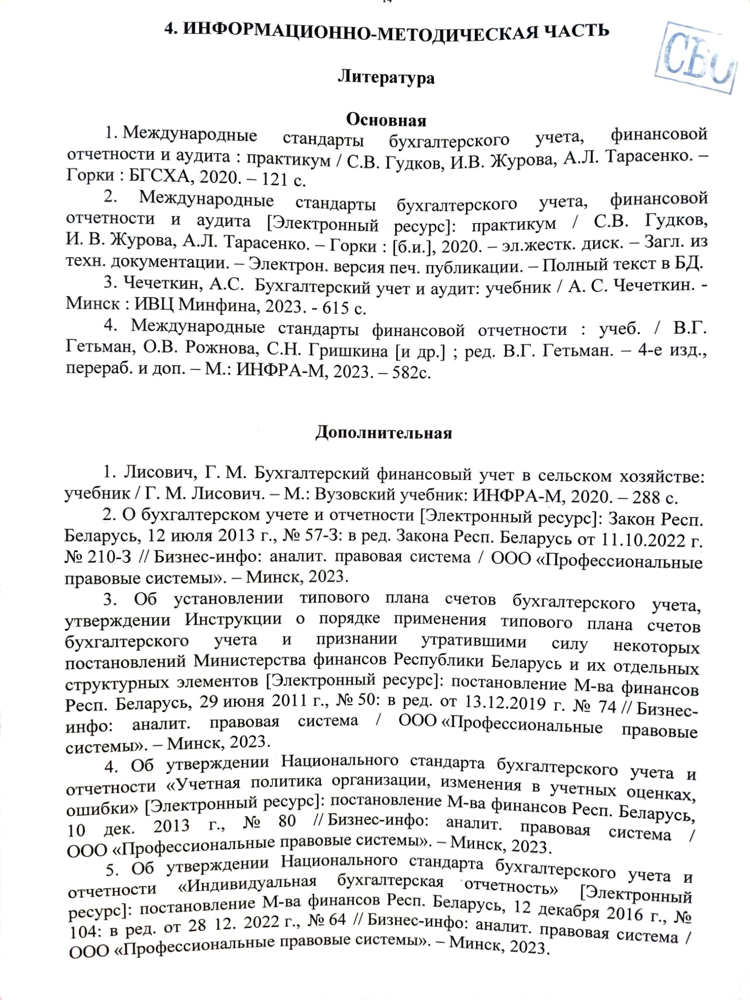 4. ИНФОРМАЦИОННО-МЕТОДИЧЕСКАЯ ЧАСТЬ
Литература
Основная
1. Международные стандарты бухгалтерского учета, финансовой
отчетности и аудита : практикум / С.В. Гудков, И.В. Журова, А.Л. Тарасенко. –
Горки : БГСХА, 2020. – 121 с.
2. Международные стандарты бухгалтерского учета, финансовой
отчетности и аудита [Электронный ресурс]: практикум / С.В. Гудков,
И. В. Журова, А.Л. Тарасенко. – Горки : [б.и.], 2020. – эл.жестк. диск. – Загл. из
техн. документации. – Электрон. версия печ. публикации. – Полный текст в БД.
3. Чечеткин, А.С. Бухгалтерский учет и аудит: учебник / А. С. Чечеткин. -
Минск : ИВЦ Минфина, 2023. - 615 с.
4. Международные стандарты финансовой отчетности : учеб. / В.Г.
Гетьман, О.В. Рожнова, С.Н. Гришкина [и др.] ; ред. В.Г. Гетьман. – 4-е изд.,
перераб. и доп. – М.: ИНФРА-М, 2023. – 582с.
Дополнительная
1. Лисович, Г. М. Бухгалтерский финансовый учет в сельском хозяйстве:
учебник / Г. М. Лисович. – М.: Вузовский учебник: ИНФРА-М, 2020. – 288 с.
2. О бухгалтерском учете и отчетности [Электронный ресурс]: Закон Респ.
Беларусь, 12 июля 2013 г., № 57-З: в ред. Закона Респ. Беларусь от 11.10.2022 г.
№ 210-З // Бизнес-инфо: аналит. правовая система / ООО «Профессиональные
правовые системы». – Минск, 2023.
3. Об установлении типового плана счетов бухгалтерского учета,
утверждении Инструкции о порядке применения типового плана счетов
бухгалтерского учета и признании утратившими силу некоторых
постановлений Министерства финансов Республики Беларусь и их отдельных
структурных элементов [Электронный ресурс]: постановление М-ва финансов
Респ. Беларусь, 29 июня 2011 г., № 50: в ред. от 13.12.2019 г. № 74 // Бизнес-
инфо: аналит. правовая система / ООО «Профессиональные правовые
системы». – Минск, 2023.
4. Об утверждении Национального стандарта бухгалтерского учета и
отчетности «Учетная политика организации, изменения в учетных оценках,
ошибки» [Электронный ресурс]: постановление М-ва финансов Респ. Беларусь,
10 дек. 2013 г., № 80 // Бизнес-инфо: аналит. правовая система /
ООО «Профессиональные правовые системы». – Минск, 2023.
5. Об утверждении Национального стандарта бухгалтерского учета и
отчетности «Индивидуальная бухгалтерская отчетность» [Электронный
ресурс]: постановление М-ва финансов Респ. Беларусь, 12 декабря 2016 г., №
104: в ред. от 28 12. 2022 г., № 64 // Бизнес-инфо: аналит. правовая система /
ООО «Профессиональные правовые системы». – Минск, 2023.